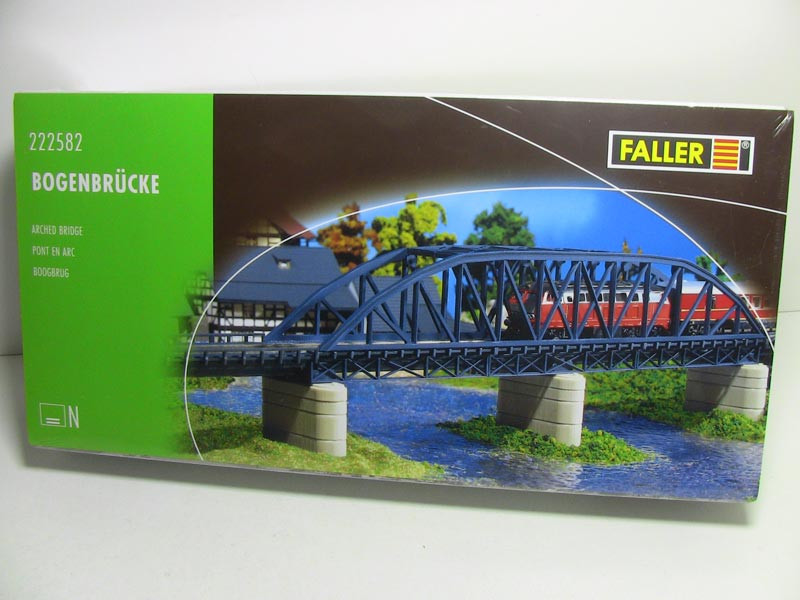 222582
BOGENBRÜCKE
ARCHED BRIDGE
PONT EN ARC
BOOGBRUG
N
FALLER ®